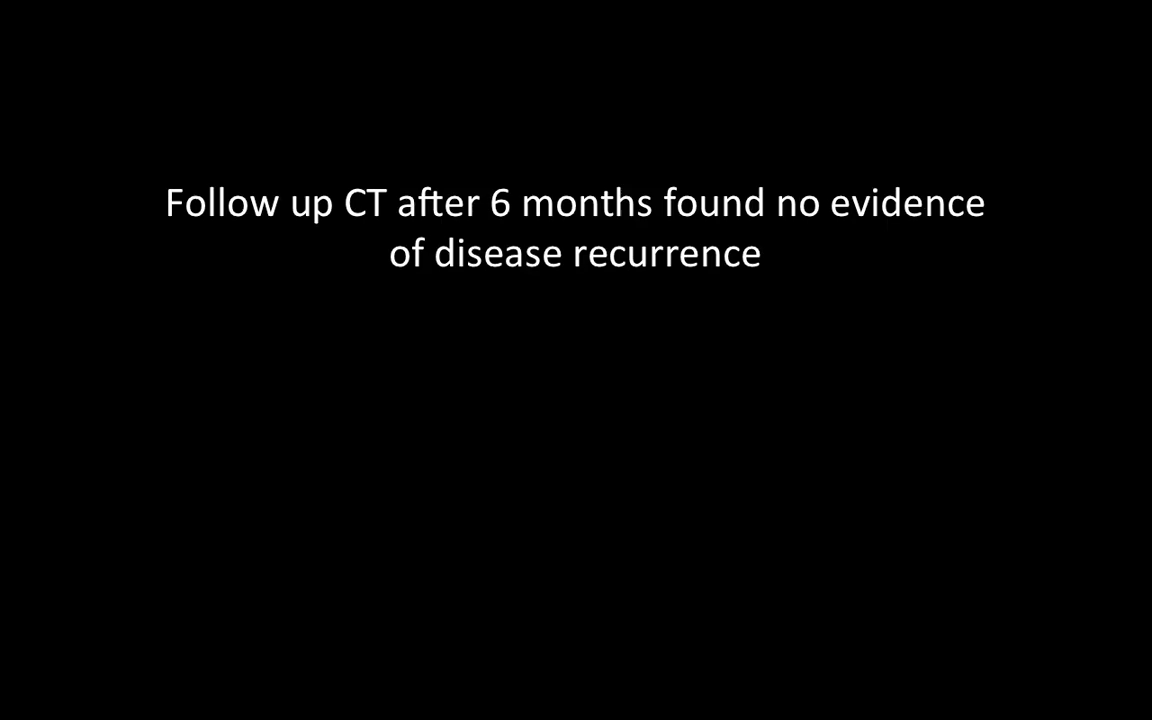 Follow up CT after 6 months found no evidence
of disease recurrence